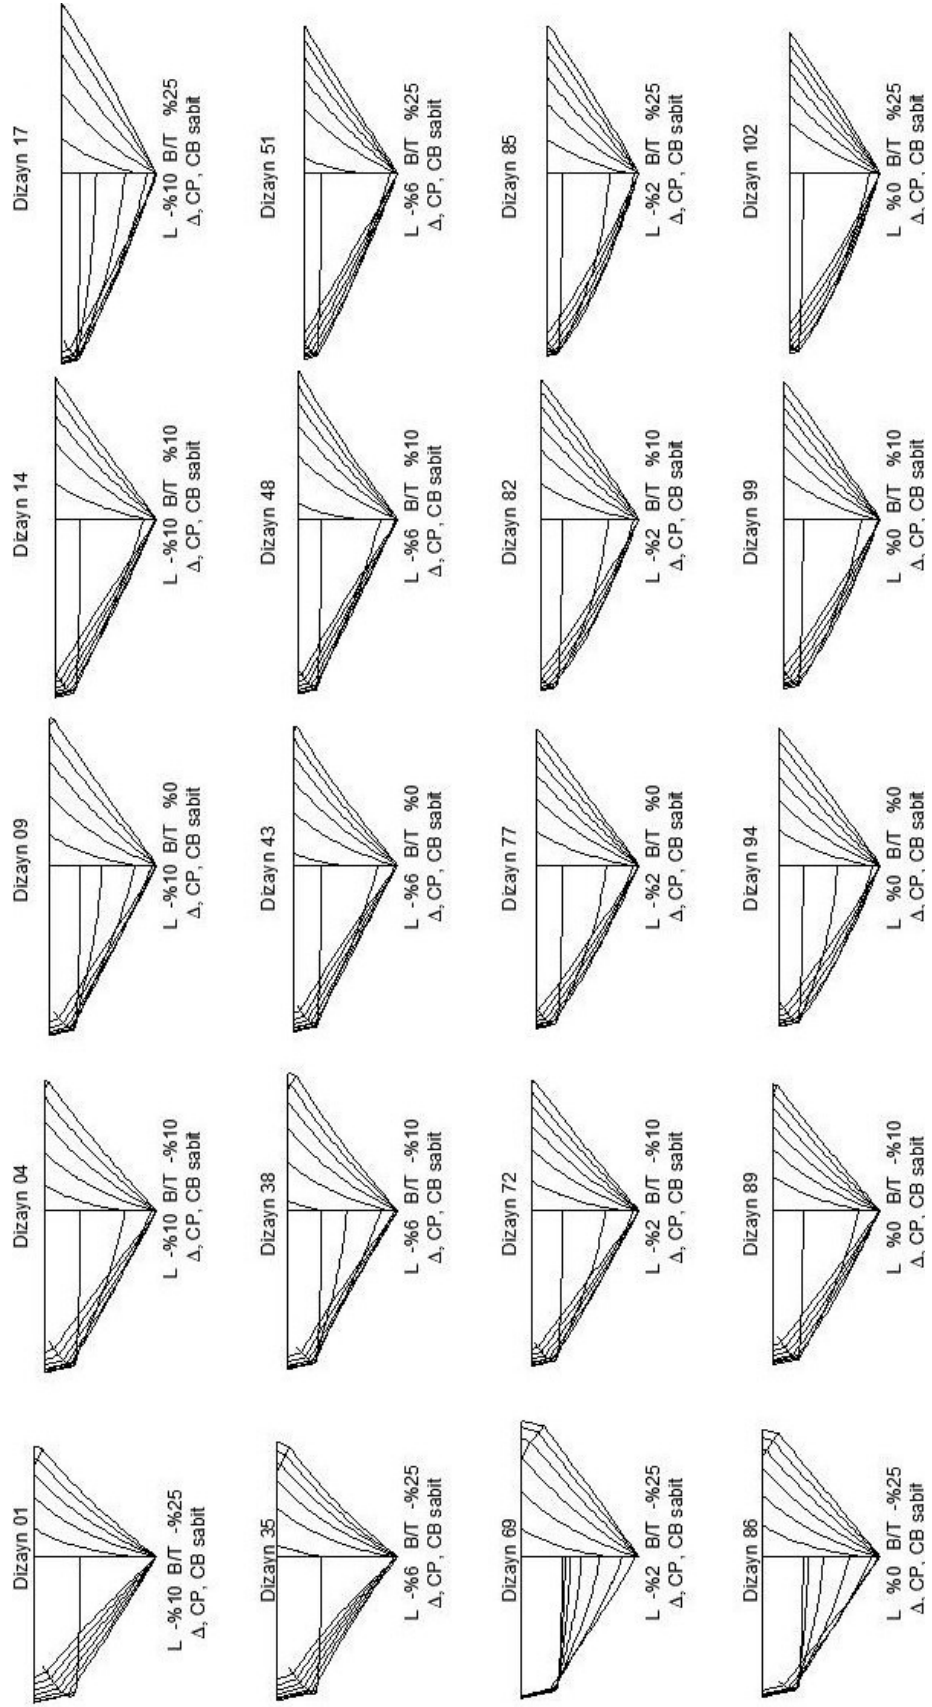 Dizayn 01
L -%10 B/T -%25
Δ, CP, CB sabit
Dizayn 04
L -%10 B/T -%10
Δ, CP, CB sabit
Dizayn 09
L -%10 B/T %0
Δ, CP, CB sabit
Dizayn 14
L -%10 B/T %10
Δ, CP, CB sabit
Dizayn 17
L -%10 B/T %25
Δ, CP, CB sabit
Dizayn 35
L -%6 B/T -%25
Δ, CP, CB sabit
Dizayn 38
L -%6 B/T -%10
Δ, CP, CB sabit
Dizayn 43
L -%6 B/T %0
Δ, CP, CB sabit
Dizayn 48
L -%6 B/T %10
Δ, CP, CB sabit
Dizayn 51
L -%6 B/T %25
Δ, CP, CB sabit
Dizayn 69
L -%2 B/T -%25
Δ, CP, CB sabit
Dizayn 72
L -%2 B/T -%10
Δ, CP, CB sabit
Dizayn 77
L -%2 B/T %0
Δ, CP, CB sabit
Dizayn 82
L -%2 B/T %10
Δ, CP, CB sabit
Dizayn 85
L -%2 B/T %25
Δ, CP, CB sabit
Dizayn 86
L %0 B/T -%25
Δ, CP, CB sabit
Dizayn 89
L %0 B/T -%10
Δ, CP, CB sabit
Dizayn 94
L %0 B/T %0
Δ, CP, CB sabit
Dizayn 99
L %0 B/T %10
Δ, CP, CB sabit
Dizayn 102
L %0 B/T %25
Δ, CP, CB sabit